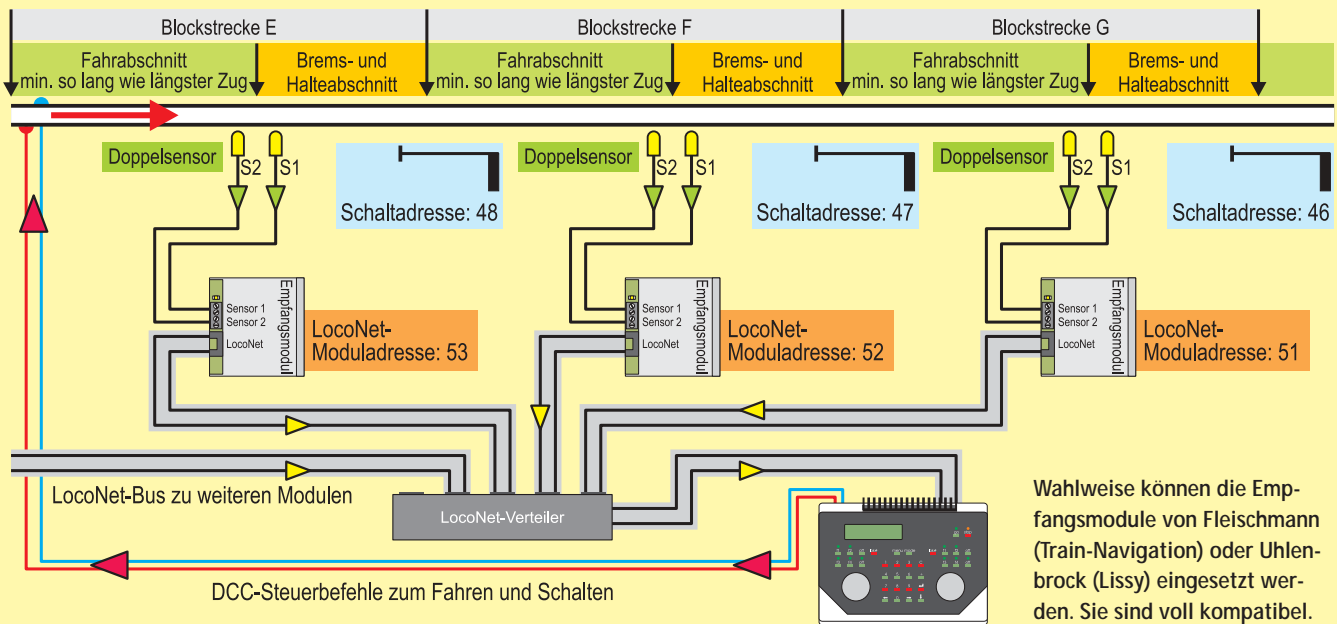 Blockstrecke E
Blockstrecke F
Blockstrecke G
Fahrabschnitt
min. so lang wie längster Zug
Brems- und
Halteabschnitt
Fahrabschnitt
min. so lang wie längster Zug
Brems- und
Halteabschnitt
Fahrabschnitt
min. so lang wie längster Zug
Brems- und
Halteabschnitt
Doppelsensor
S2
S1
Schaltadresse: 48
Doppelsensor
S2
S1
Schaltadresse: 47
Doppelsensor
S2
S1
Schaltadresse: 46
Sensor 1
Sensor 2
LocoNet
Empfangsmodul
LocoNet-
Moduladresse: 53
Sensor 1
Sensor 2
LocoNet
Empfangsmodul
LocoNet-
Moduladresse: 52
Sensor 1
Sensor 2
LocoNet
Empfangsmodul
LocoNet-
Moduladresse: 51
LocoNet-Bus zu weiteren Modulen
LocoNet-Verteiler
DCC-Steuerbefehle zum Fahren und Schalten
Wahlweise können die Emp-
fangsmodule von Fleischmann
(Train-Navigation) oder Uhlen-
brock (Lissy) eingesetzt wer-
den. Sie sind voll kompatibel.